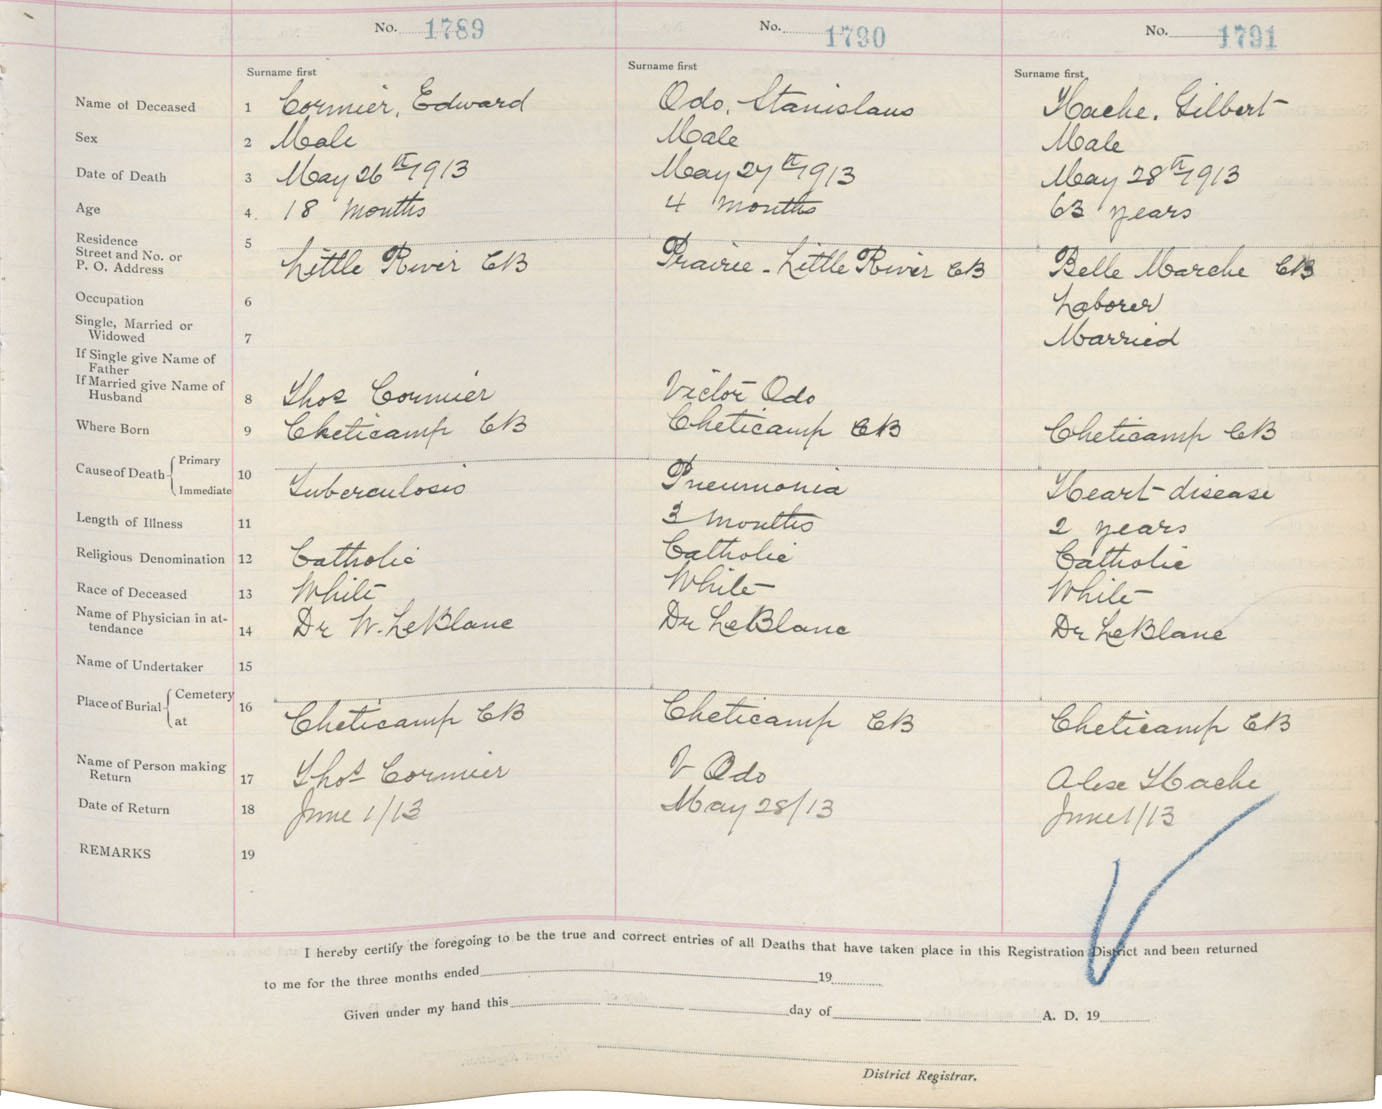 No. 1789 No. 1790 No. 1791
Surname first Surname first Surname first
Name of Deceased 1 Cormier, Edward Odo, Stanislaus Hache, Gilbert
Sex 2 Male Male Male
Date of Death 3 May 26th 1913 May 27th 1913 May 28th 1913
Age 4 18 months 4 months 63 years
Residence
Street and No. or
P. O. Address 5 Little River CB Prairie - Little River CB Belle Marche CB
Occupation 6 Laborer
Single, Married or
Widowed 7 Married
If Single give Name of
Father
If Married give Name of
Husband 8 Thos Cormier Victor Odo
Where Born 9 Cheticamp CB Cheticamp CB Cheticamp CB
Cause of Death Primary
Immediate 10 Tuberculosis Pneumonia Heart-disease
Length of Illness 11 3 months 2 years
Religious Denomination 12 Catholic Catholic Catholic
Race of Deceased 13 White White White
Name of Physician in at-
tendance 14 Dr W. LeBlanc Dr LeBlanc Dr LeBlanc
Name of Undertaker 15
Place of Burial Cemetery
at 16 Cheticamp CB Cheticamp CB Cheticamp CB
Name of Person making
Return 17 Thos Cormier V Odo Alex Hache
Date of Return 18 June 1/13 May 28/13 June 1/13
REMARKS 19
I hereby certify the foregoing to be the true and correct entries of all Deaths that have taken place in this Registration District and been returned
to me for the three months ended 19
Given under my hand this day of A. D. 19
District Registrar.